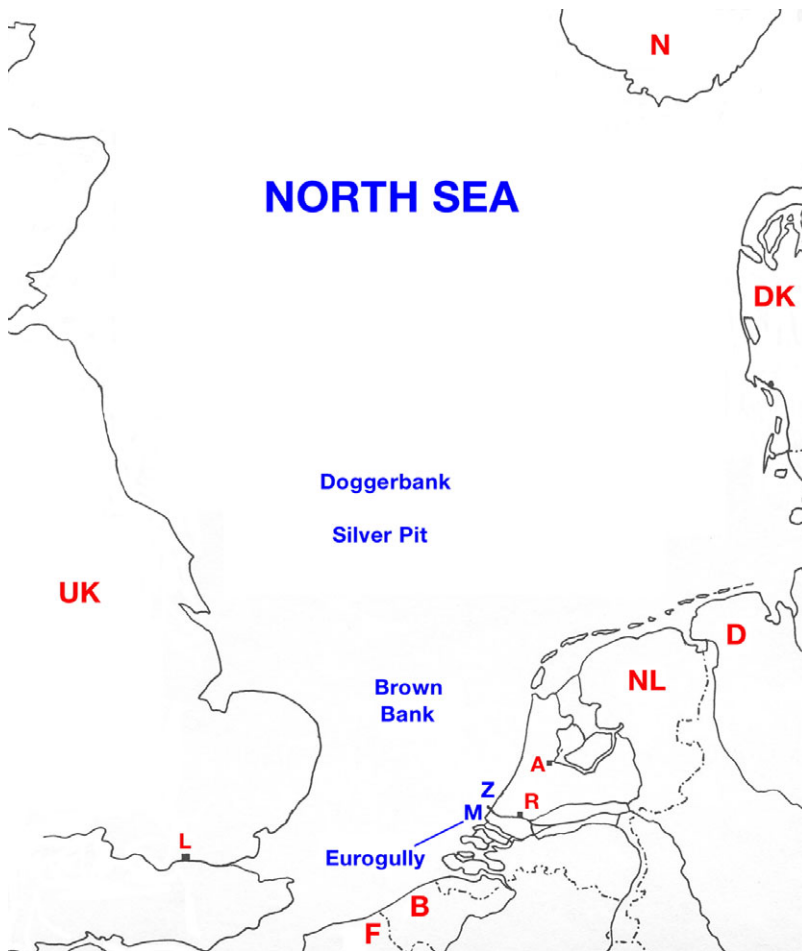 N
NORTH SEA
DK
Doggerbank
Silver Pit
UK
D
NL
Brown
Bank
A
Z
R
M
L
Eurogully
B
F